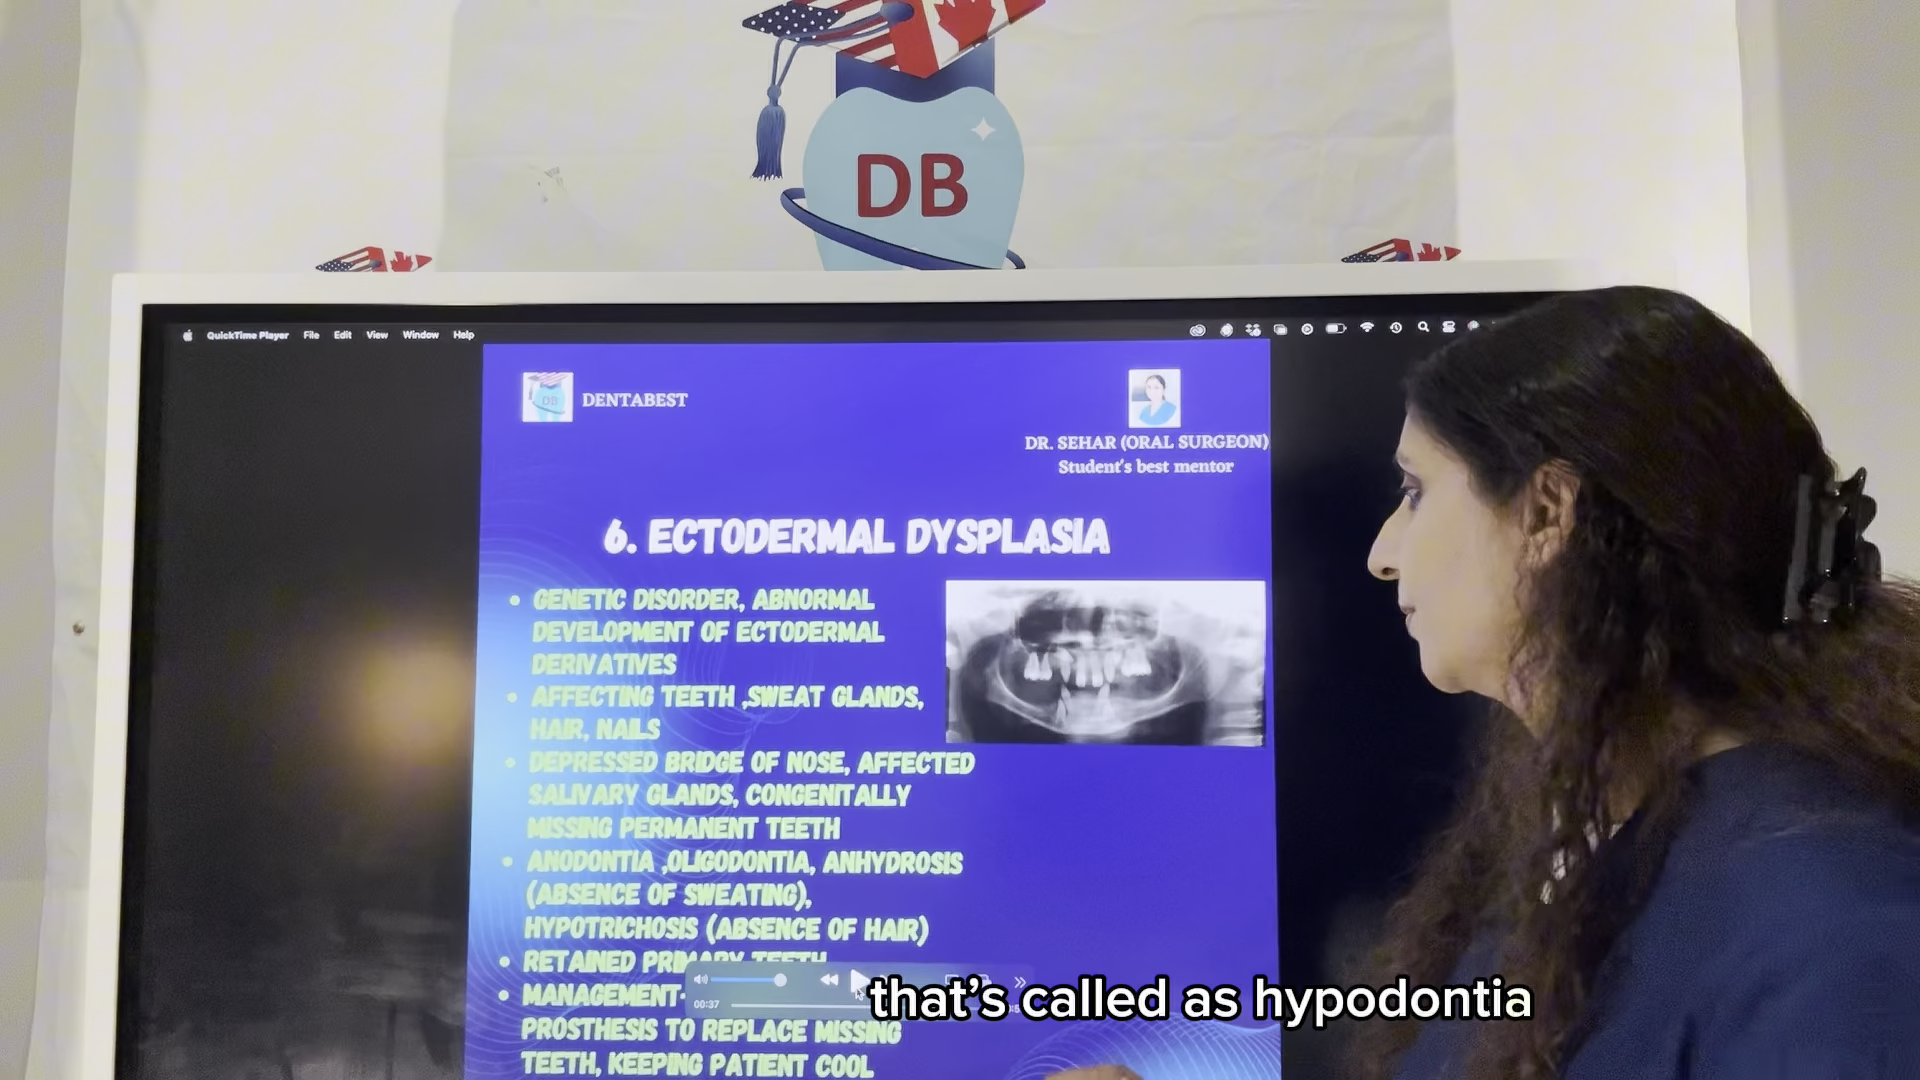 DB
QuickTime Player File Edit View Window Help
DB
DENTABEST
DR. SEHAR (ORAL SURGEON)
Student's best mentor
6. ECTODERMAL DYSPLASIA
• GENETIC DISORDER, ABNORMAL
DEVELOPMENT OF ECTODERMAL
DERIVATIVES
• AFFECTING TEETH ,SWEAT GLANDS,
HAIR, NAILS
• DEPRESSED BRIDGE OF NOSE, AFFECTED
SALIVARY GLANDS, CONGENITALLY
MISSING PERMANENT TEETH
• ANODONTIA ,OLIGODONTIA, ANHYDROSIS
(ABSENCE OF SWEATING),
HYPOTRICHOSIS (ABSENCE OF HAIR)
• RETAINED PRIMARY TEETH
• MANAGEMENT-
00:37
that's called as hypodontia
PROSTHESIS TO REPLACE MISSING
TEETH, KEEPING PATIENT COOL